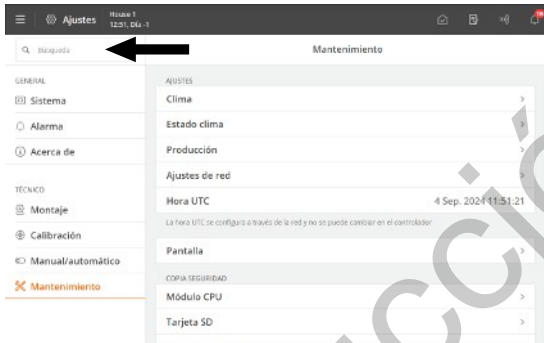 Ajustes
House 1
12:51, Día -1
Búsqueda
Mantenimiento
GENERAL
Sistema
Alarma
Acerca de
TÉCNICO
Montaje
Calibración
Manual/automático
Mantenimiento
AJUSTES
Clima
Estado clima
Producción
Ajustes de red
Hora UTC 4 Sep. 2024 11:51:21
La hora UTC se configura a través de la red y no se puede cambiar en el controlador
Pantalla
COPIA SEGURIDAD
Módulo CPU
Tarjeta SD